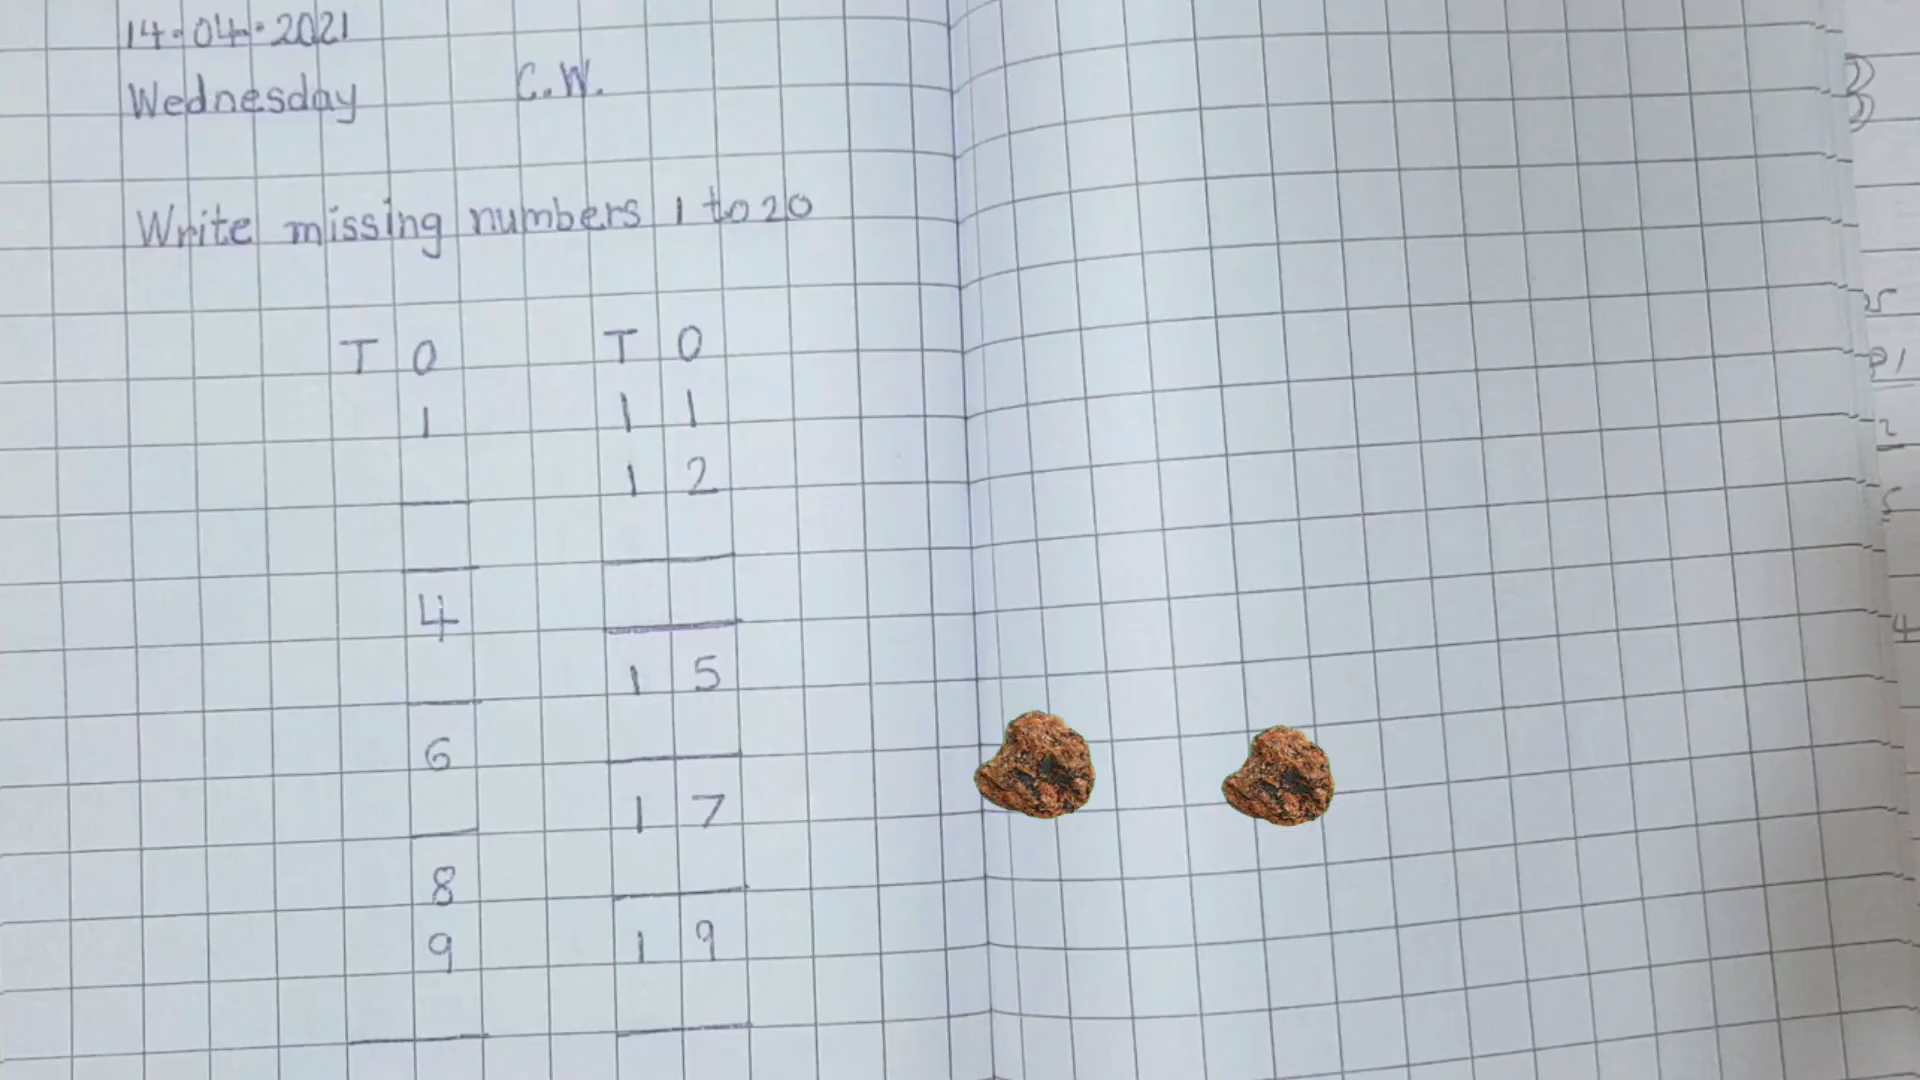 14.04.2021
Wednesday C.W.
Write missing numbers 1 to 20
T O T O
1 1 1
1 2
4
1 5
6
1 7
8
9 1 9